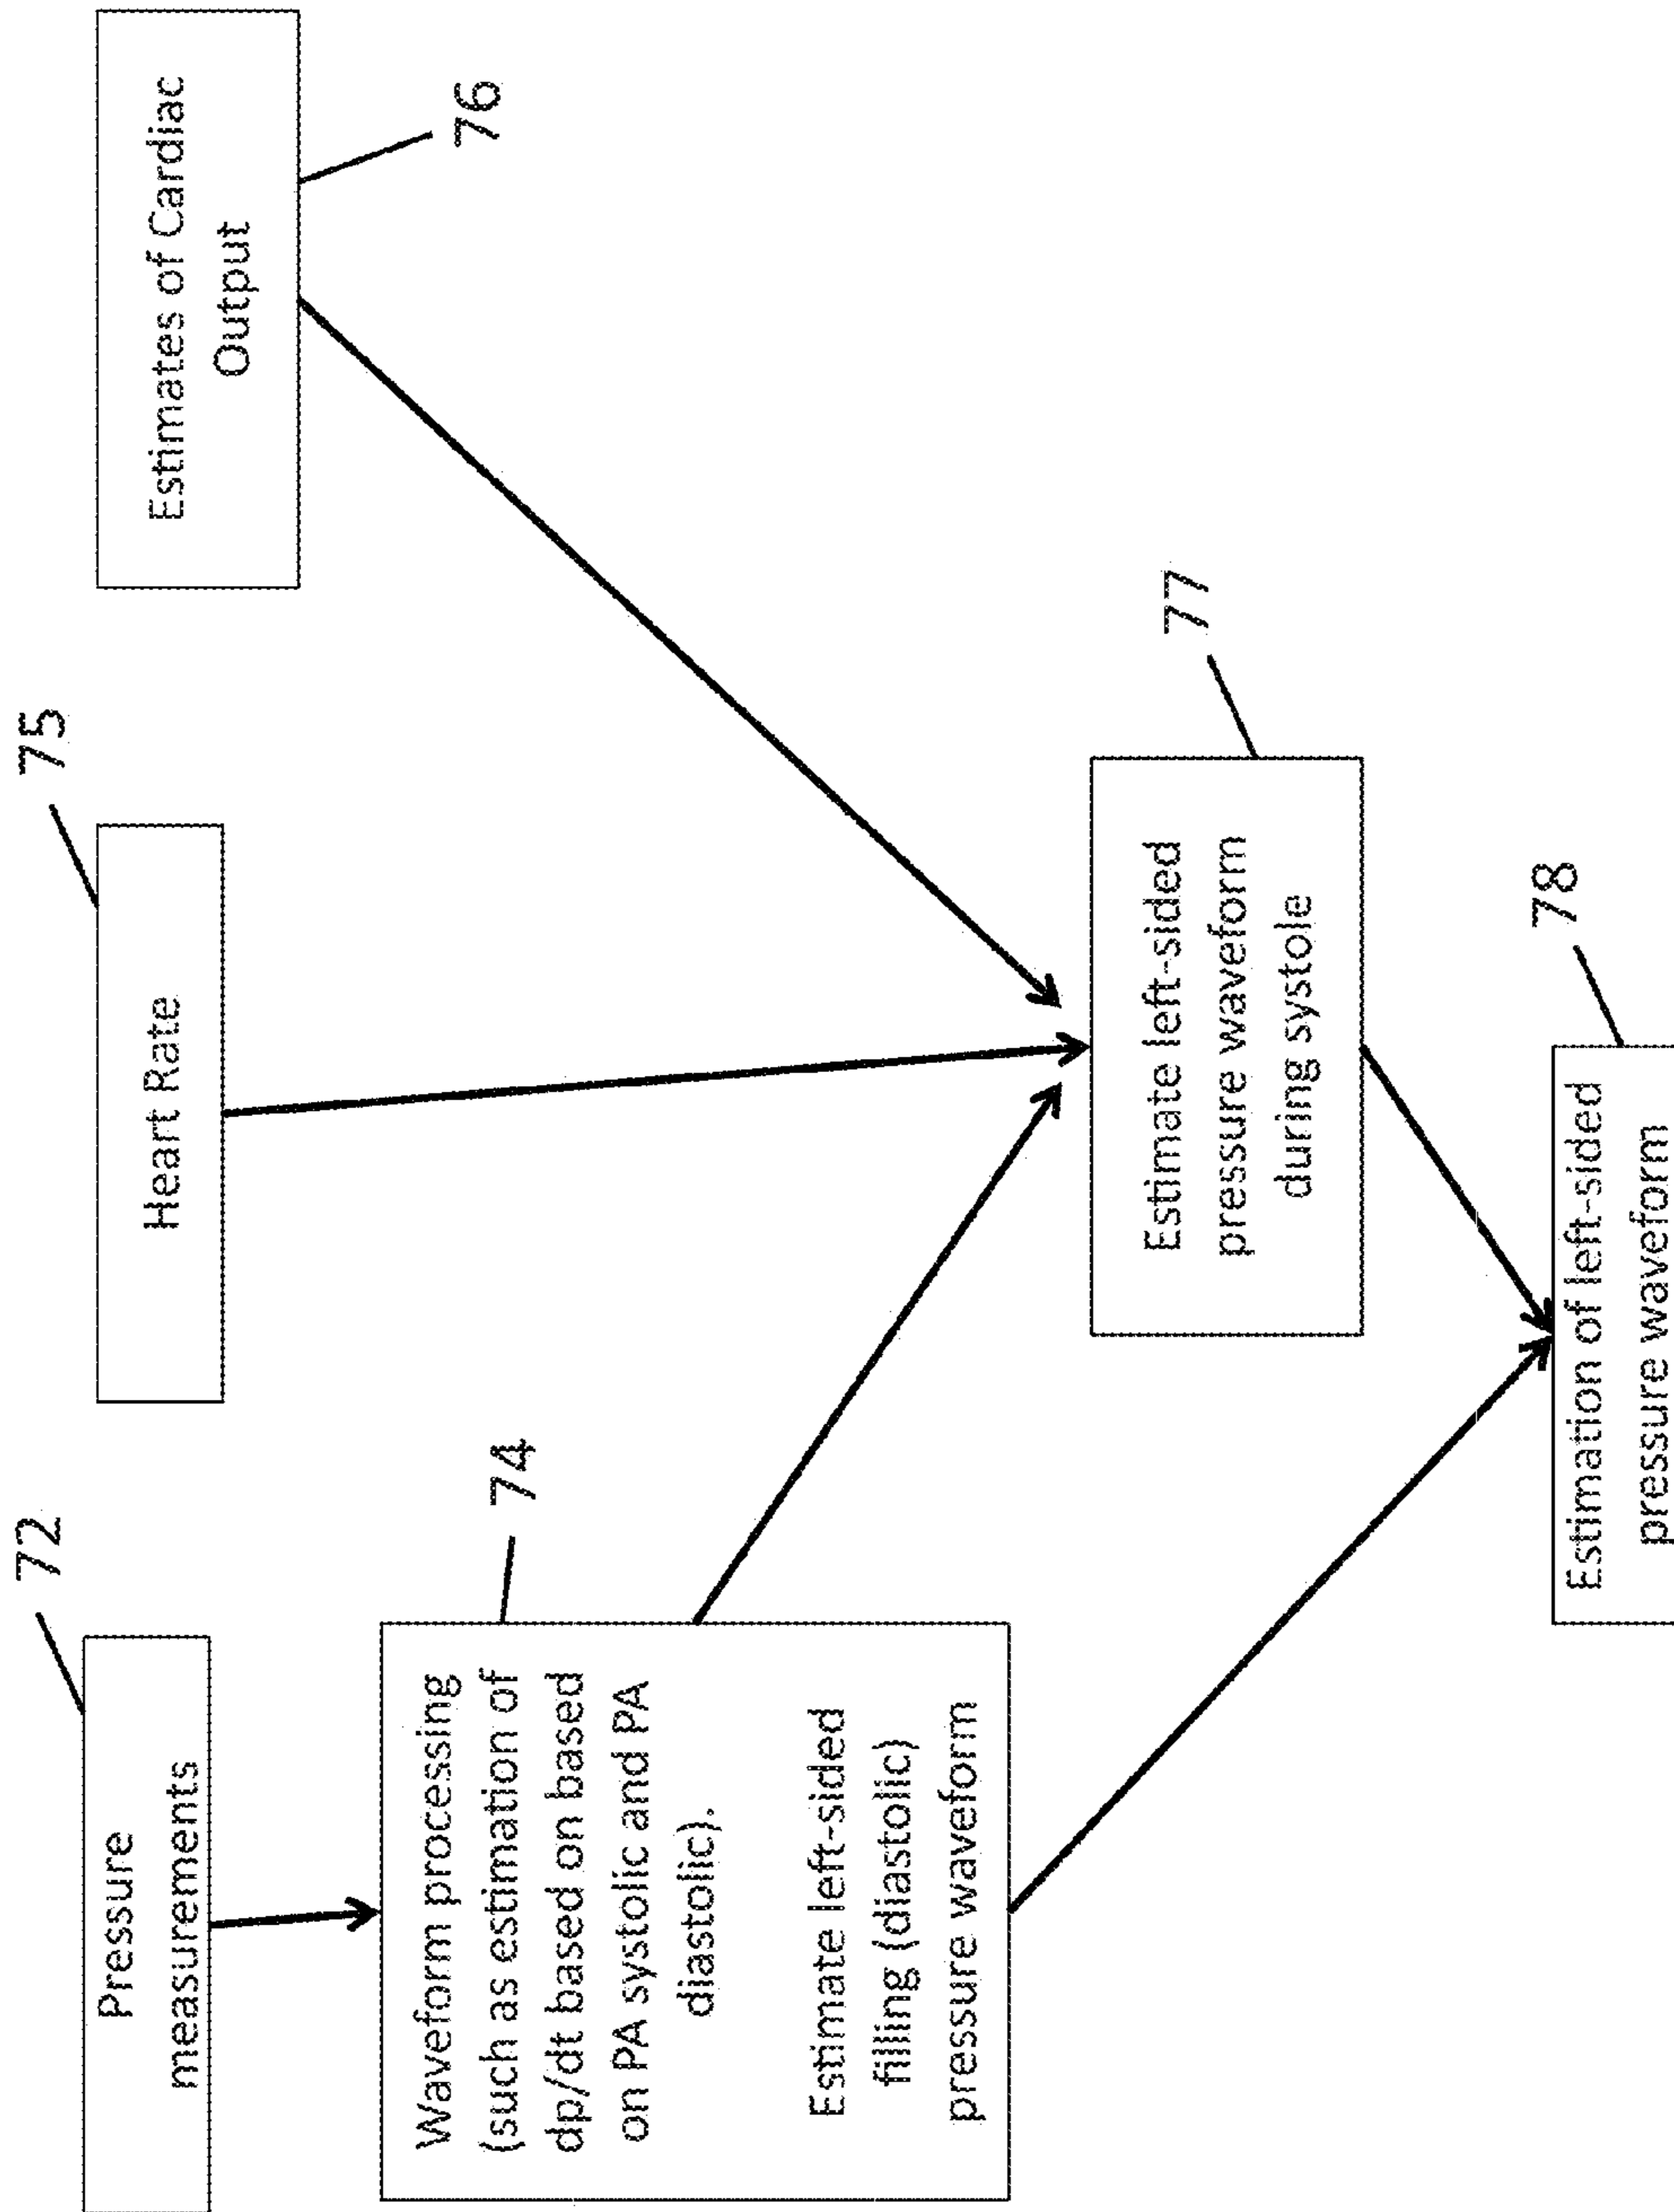 72
Pressure
measurements
75
Heart Rate
Estimates of Cardiac
Output
76
74
Waveform processing
(such as estimation of
dp/dt based on based
on PA systolic and PA
diastolic).
Estimate left-sided
filling (diastolic)
pressure waveform
77
Estimate left-sided
pressure waveform
during systole
78
Estimation of left-sided
pressure waveform